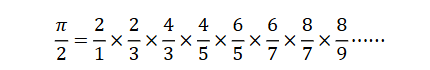 π/2 = 2/1 × 2/3 × 4/3 × 4/5 × 6/5 × 6/7 × 8/7 × 8/9 ······